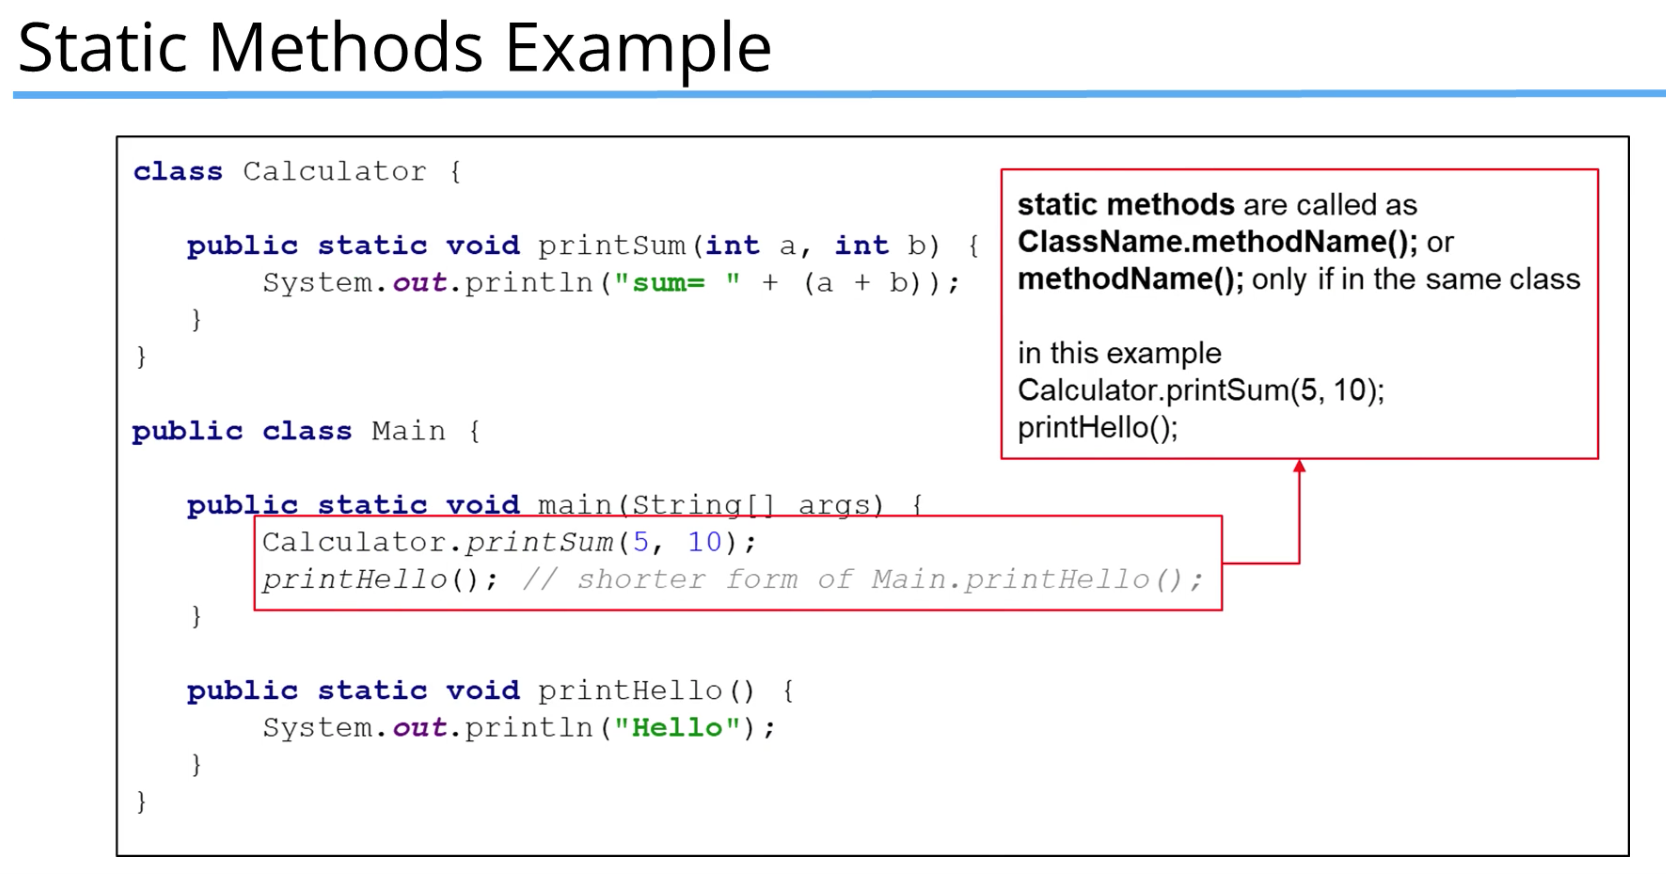 Static Methods Example
class Calculator {
public static void printSum(int a, int b) {
System.out.println("sum= " + (a + b));
}
}
public class Main {
public static void main(String[] args) {
Calculator.printSum(5, 10);
printHello(); // shorter form of Main.printHello();
}
public static void printHello() {
System.out.println("Hello");
}
}
static methods are called as
ClassName.methodName(); or
methodName(); only if in the same class
in this example
Calculator.printSum(5, 10);
printHello();